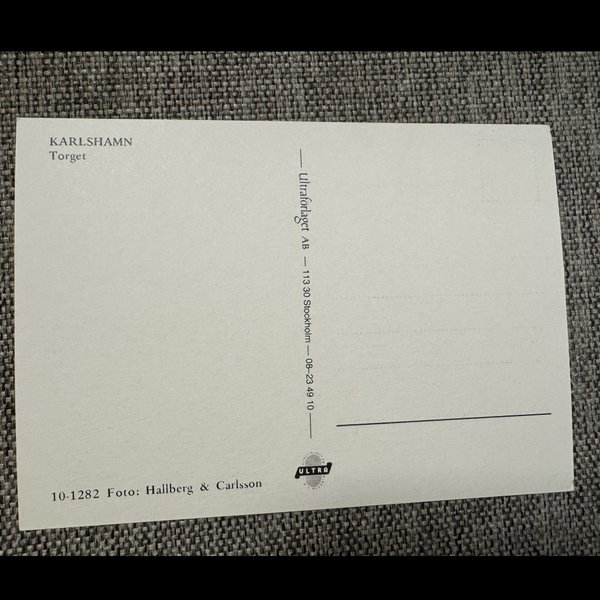 KARLSHAMN
Torget
Ultraförlaget AB — 113 30 Stockholm — 08-23 49 10
ULTRA
10-1282 Foto: Hallberg & Carlsson